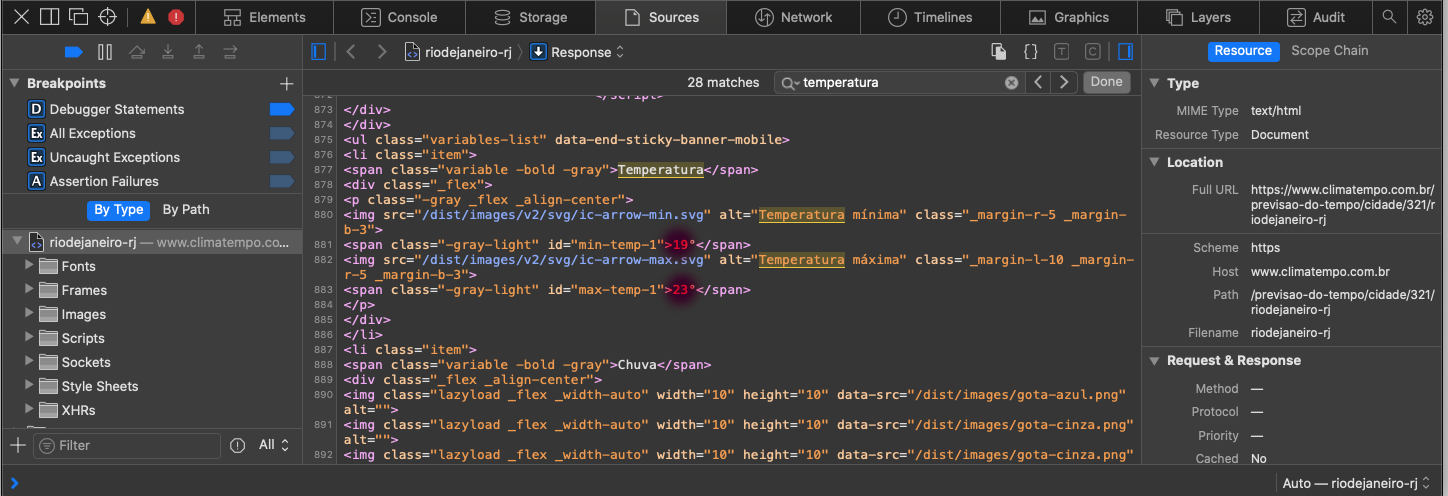 Elements
Console
Storage
Sources
Network
Timelines
Graphics
Layers
Audit
riodejaneiro-rj
Response
Resource
Scope Chain
Breakpoints
D Debugger Statements
Ex All Exceptions
Ex Uncaught Exceptions
A Assertion Failures
By Type
By Path
riodejaneiro-rj — www.climatempo.co...
Fonts
Frames
Images
Scripts
Sockets
Style Sheets
XHRs
Filter
All
{}
T
C
28 matches
temperatura
Done
872 </script>
873 </div>
874 </div>
875 <ul class="variables-list" data-end-sticky-banner-mobile>
876 <li class="item">
877 <span class="variable -bold -gray">Temperatura</span>
878 <div class="_flex">
879 <p class="-gray _flex _align-center">
880 <img src="/dist/images/v2/svg/ic-arrow-min.svg" alt="Temperatura mínima" class="_margin-r-5 _margin-
b-3">
881 <span class="-gray-light" id="min-temp-1">19°</span>
882 <img src="/dist/images/v2/svg/ic-arrow-max.svg" alt="Temperatura máxima" class="_margin-l-10 _margin-
r-5 _margin-b-3">
883 <span class="-gray-light" id="max-temp-1">23°</span>
884 </p>
885 </div>
886 </li>
887 <li class="item">
888 <span class="variable -bold -gray">Chuva</span>
889 <div class="_flex _align-center">
890 <img class="lazyload _flex _width-auto" width="10" height="10" data-src="/dist/images/gota-azul.png"
alt="">
891 <img class="lazyload _flex _width-auto" width="10" height="10" data-src="/dist/images/gota-cinza.png"
alt="">
892 <img class="lazyload _flex _width-auto" width="10" height="10" data-src="/dist/images/gota-cinza.png"
Type
MIME Type text/html
Resource Type Document
Location
Full URL https://www.climatempo.com.br/
previsao-do-tempo/cidade/321/r
iodejaneiro-rj
Scheme https
Host www.climatempo.com.br
Path /previsao-do-tempo/cidade/321/
riodejaneiro-rj
Filename riodejaneiro-rj
Request & Response
Method —
Protocol —
Priority —
Cached No
Auto — riodejaneiro-rj